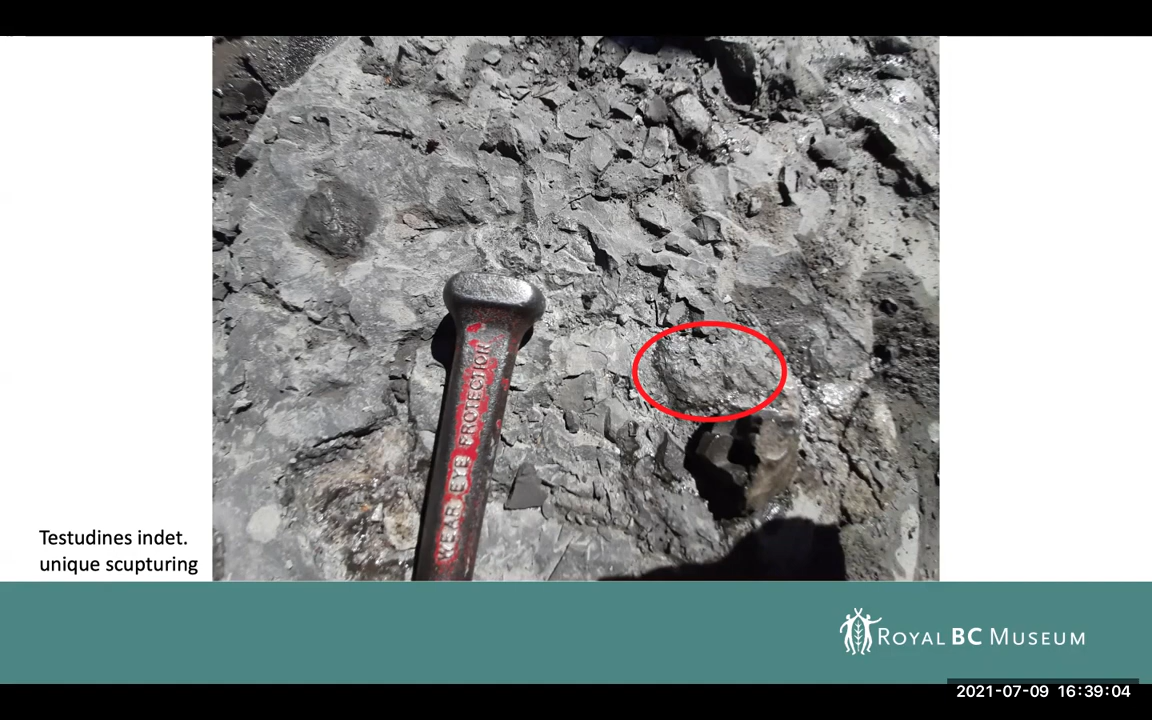 WEAR EYE PROTECTION
Testudines indet.
unique scupturing
ROYAL BC MUSEUM
2021-07-09 16:39:04